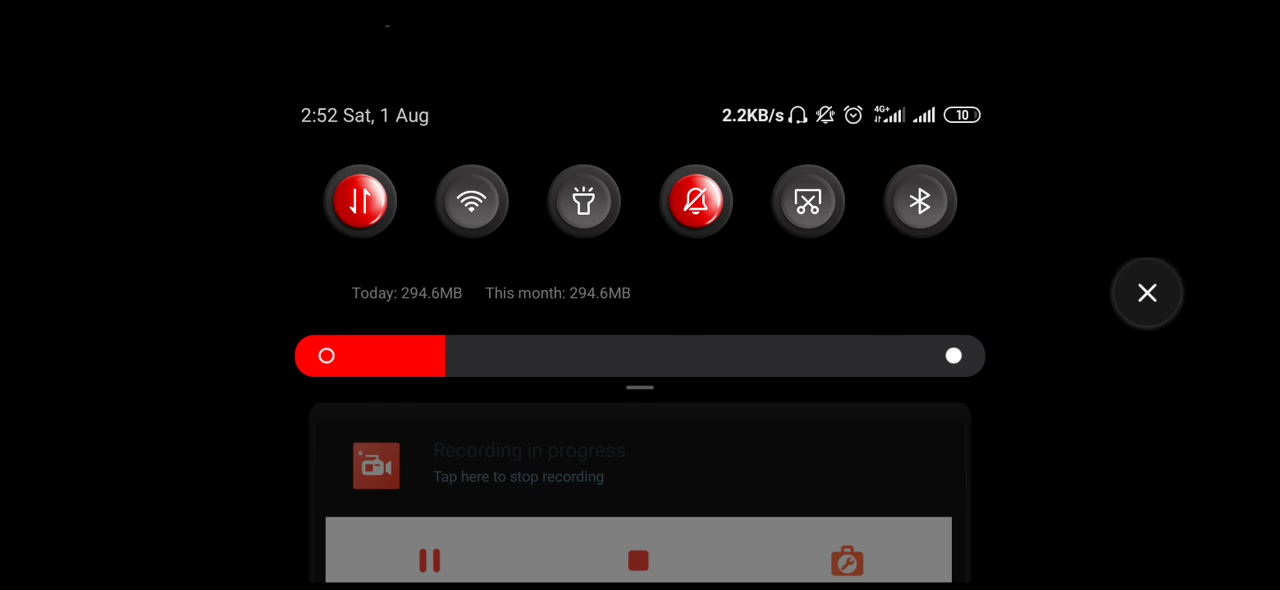 2:52 Sat, 1 Aug
2.2KB/s 4G+ 10
Today: 294.6MB This month: 294.6MB
Recording in progress
Tap here to stop recording